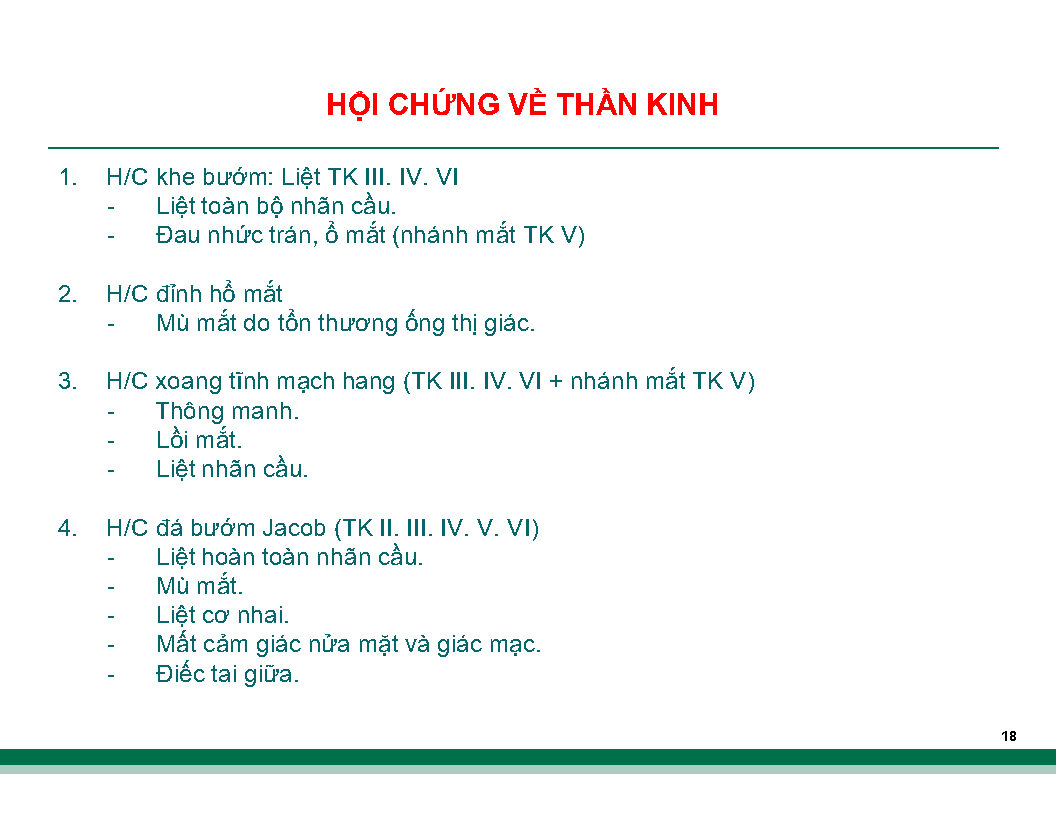 HỘI CHỨNG VỀ THẦN KINH
1. H/C khe bướm: Liệt TK III. IV. VI
- Liệt toàn bộ nhãn cầu.
- Đau nhức trán, ổ mắt (nhánh mắt TK V)
2. H/C đỉnh hổ mắt
- Mù mắt do tổn thương ống thị giác.
3. H/C xoang tĩnh mạch hang (TK III. IV. VI + nhánh mắt TK V)
- Thông manh.
- Lồi mắt.
- Liệt nhãn cầu.
4. H/C đá bướm Jacob (TK II. III. IV. V. VI)
- Liệt hoàn toàn nhãn cầu.
- Mù mắt.
- Liệt cơ nhai.
- Mất cảm giác nửa mặt và giác mạc.
- Điếc tai giữa.
18